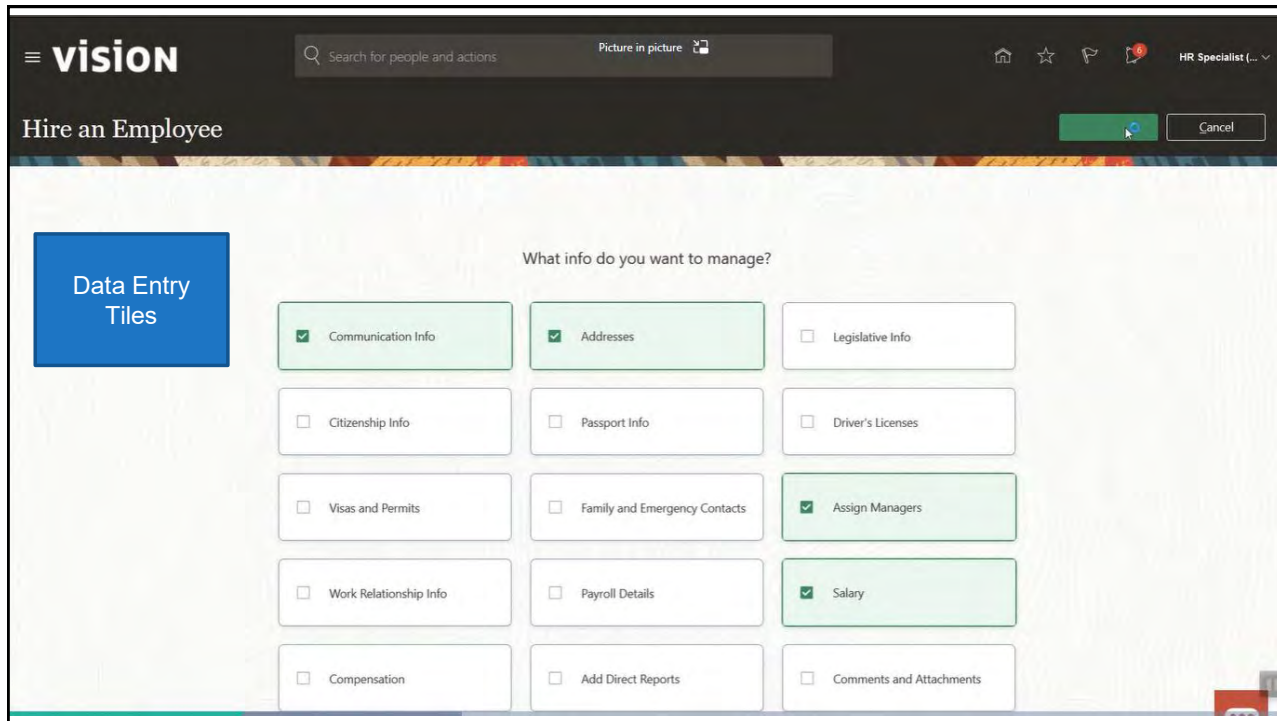 vision
Search for people and actions
Picture in picture
6
HR Specialist (...
Hire an Employee
Cancel
Data Entry
Tiles
What info do you want to manage?
Communication Info
Addresses
Legislative Info
Citizenship Info
Passport Info
Driver's Licenses
Visas and Permits
Family and Emergency Contacts
Assign Managers
Work Relationship Info
Payroll Details
Salary
Compensation
Add Direct Reports
Comments and Attachments